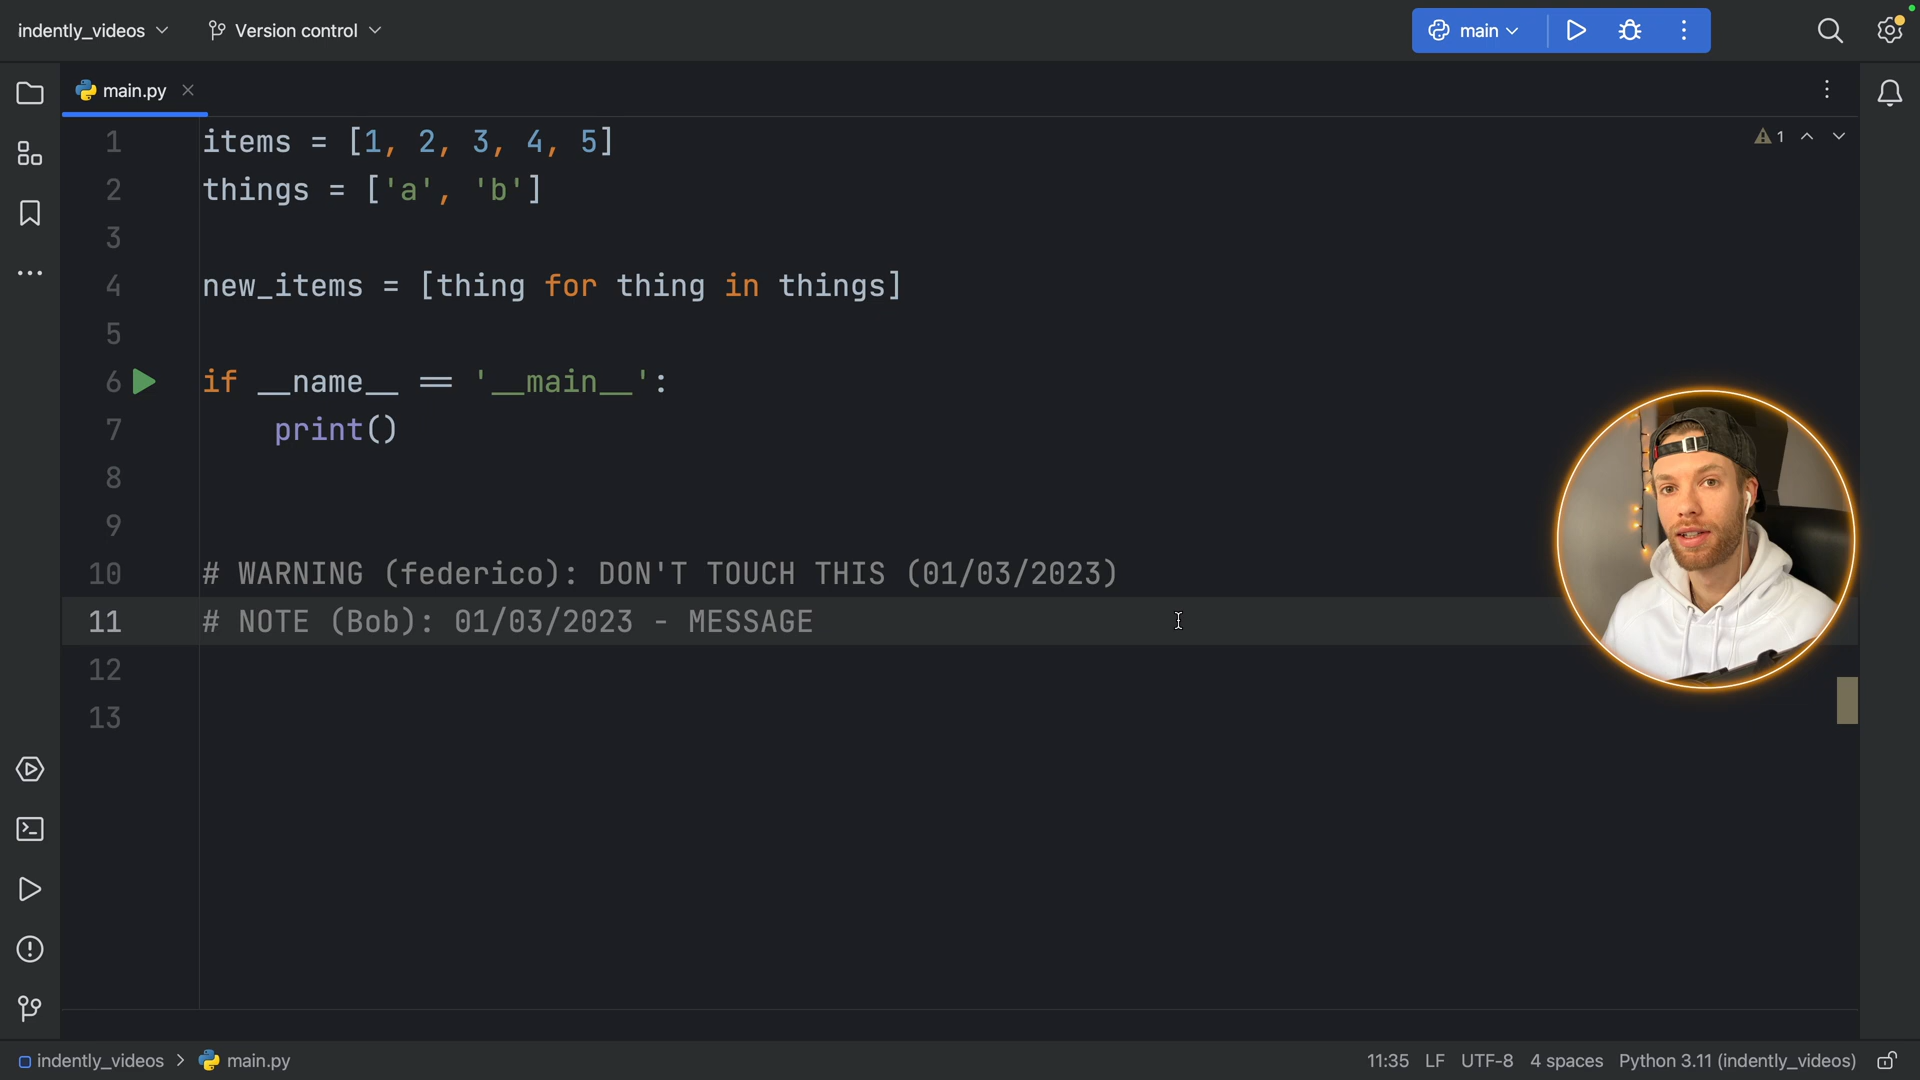 indently_videos
Version control
main
main.py
1
1 items = [1, 2, 3, 4, 5]
2 things = ['a', 'b']
3
4 new_items = [thing for thing in things]
5
6 if __name__ == '__main__':
7 print()
8
9
10 # WARNING (federico): DON'T TOUCH THIS (01/03/2023)
11 # NOTE (Bob): 01/03/2023 - MESSAGE
12
13
indently_videos > main.py
11:35 LF UTF-8 4 spaces Python 3.11 (indently_videos)